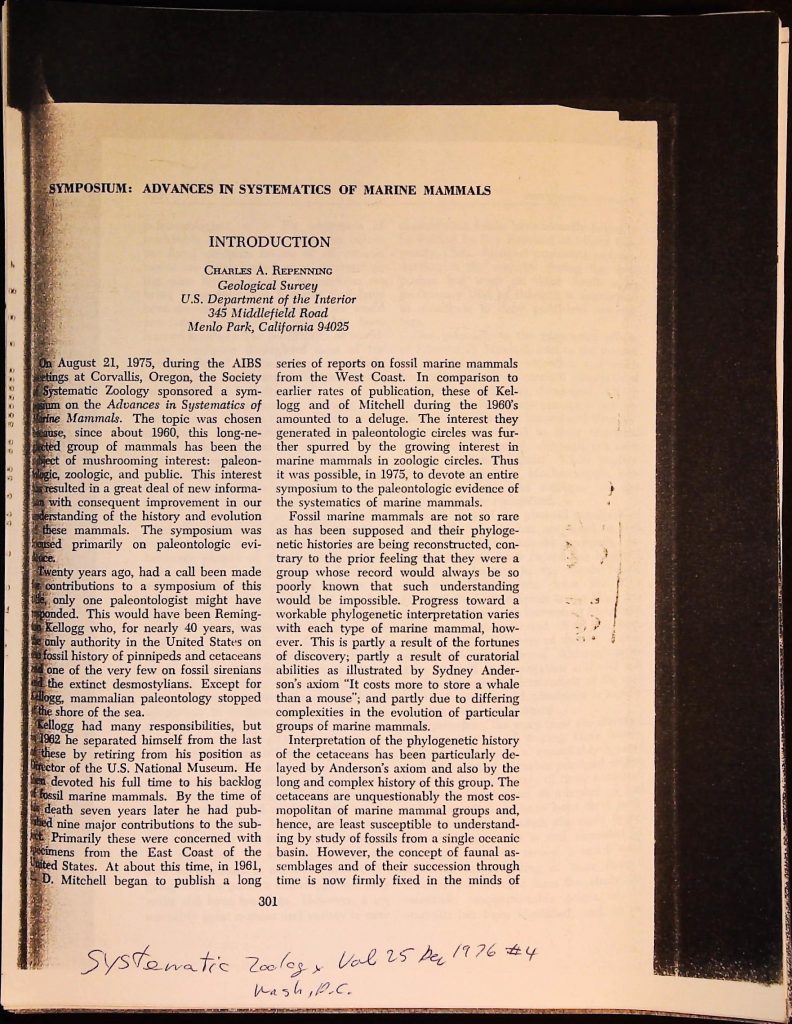 SYMPOSIUM: ADVANCES IN SYSTEMATICS OF MARINE MAMMALS
INTRODUCTION
CHARLES A. REPENNING
Geological Survey
U.S. Department of the Interior
345 Middlefield Road
Menlo Park, California 94025
On August 21, 1975, during the AIBS
etings at Corvallis, Oregon, the Society
Systematic Zoology sponsored a sym-
ium on the Advances in Systematics of
rine Mammals. The topic was chosen
ause, since about 1960, this long-ne-
cted group of mammals has been the
ject of mushrooming interest: paleon-
logic, zoologic, and public. This interest
resulted in a great deal of new informa-
with consequent improvement in our
derstanding of the history and evolution
these mammals. The symposium was
used primarily on paleontologic evi-
ce.
Twenty years ago, had a call been made
contributions to a symposium of this
only one paleontologist might have
ponded. This would have been Reming-
Kellogg who, for nearly 40 years, was
only authority in the United States on
fossil history of pinnipeds and cetaceans
one of the very few on fossil sirenians
the extinct desmostylians. Except for
llogg, mammalian paleontology stopped
the shore of the sea.
Kellogg had many responsibilities, but
1962 he separated himself from the last
these by retiring from his position as
ector of the U.S. National Museum. He
devoted his full time to his backlog
fossil marine mammals. By the time of
death seven years later he had pub-
hed nine major contributions to the sub-
Primarily these were concerned with
ecimens from the East Coast of the
ited States. At about this time, in 1961,
D. Mitchell began to publish a long
series of reports on fossil marine mammals
from the West Coast. In comparison to
earlier rates of publication, these of Kel-
logg and of Mitchell during the 1960's
amounted to a deluge. The interest they
generated in paleontologic circles was fur-
ther spurred by the growing interest in
marine mammals in zoologic circles. Thus
it was possible, in 1975, to devote an entire
symposium to the paleontologic evidence of
the systematics of marine mammals.
Fossil marine mammals are not so rare
as has been supposed and their phyloge-
netic histories are being reconstructed, con-
trary to the prior feeling that they were a
group whose record would always be so
poorly known that such understanding
would be impossible. Progress toward a
workable phylogenetic interpretation varies
with each type of marine mammal, how-
ever. This is partly a result of the fortunes
of discovery; partly a result of curatorial
abilities as illustrated by Sydney Ander-
son's axiom "It costs more to store a whale
than a mouse"; and partly due to differing
complexities in the evolution of particular
groups of marine mammals.
Interpretation of the phylogenetic history
of the cetaceans has been particularly de-
layed by Anderson's axiom and also by the
long and complex history of this group. The
cetaceans are unquestionably the most cos-
mopolitan of marine mammal groups and,
hence, are least susceptible to understand-
ing by study of fossils from a single oceanic
basin. However, the concept of faunal as-
semblages and of their succession through
time is now firmly fixed in the minds of
301
Systematic Zoology Vol 25 Dec 1976 #4
Wash, D.C.